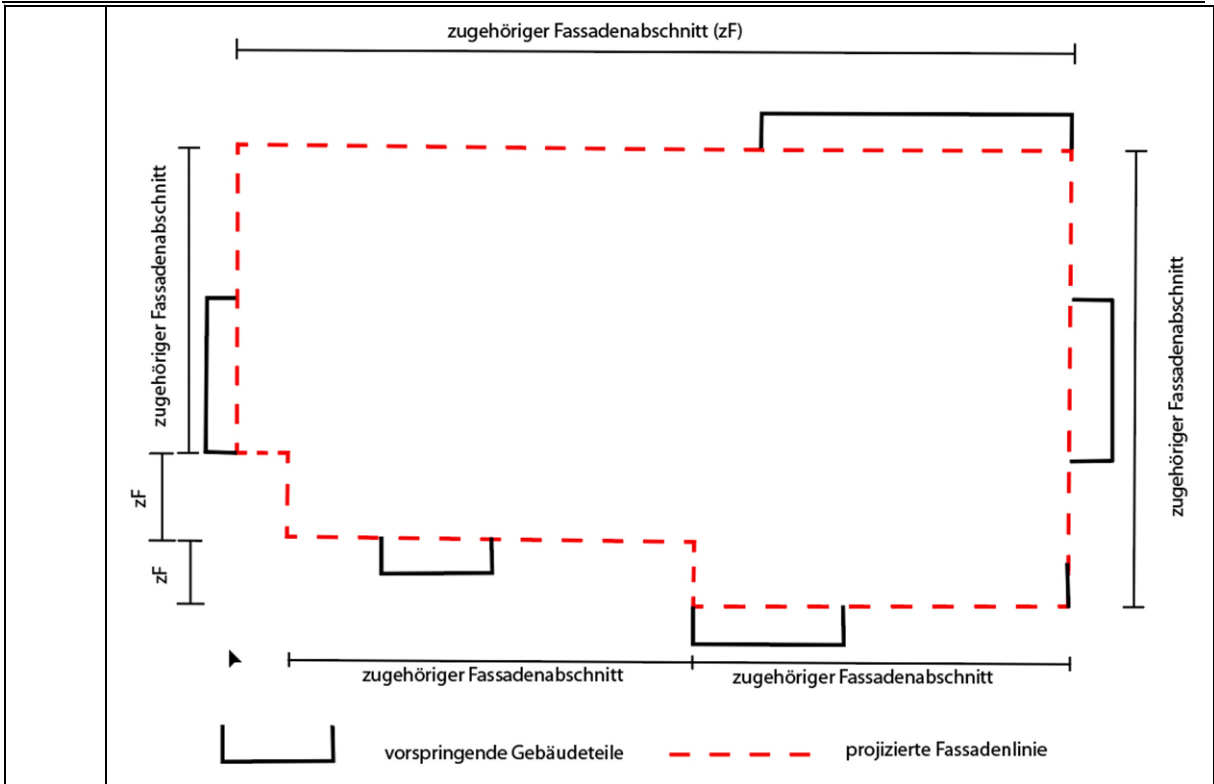 zugehöriger Fassadenabschnitt (zF)
zugehöriger Fassadenabschnitt
zugehöriger Fassadenabschnitt
zF
zF
zugehöriger Fassadenabschnitt
zugehöriger Fassadenabschnitt
vorspringende Gebäudeteile
projizierte Fassadenlinie